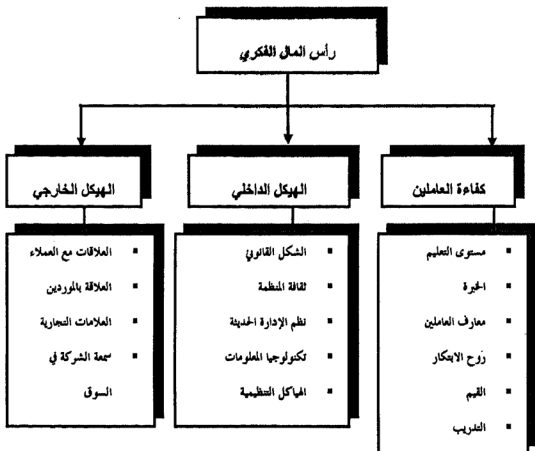 رأس المال الفكري
كفاءة العاملين
الهيكل الداخلي
الهيكل الخارجي
مستوى التعليم
الخبرة
معارف العاملين
روح الابتكار
القيم
التدريب
الشكل القانوني
ثقافة المنظمة
نظم الإدارة الحديثة
تكنولوجيا المعلومات
الهياكل التنظيمية
العلاقات مع العملاء
العلاقة بالموردين
العلامات التجارية
سمعة الشركة في
السوق